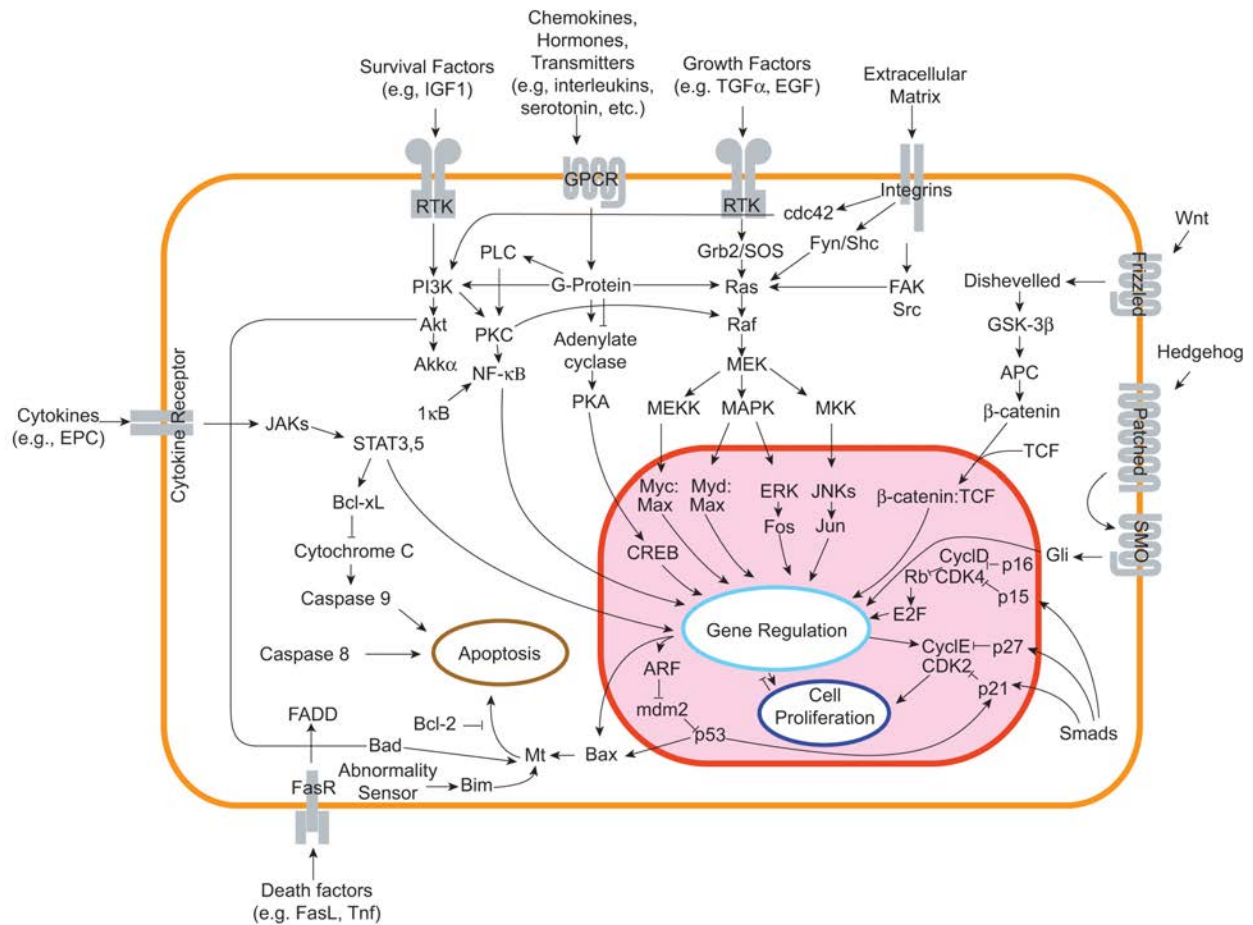 Chemokines,
Hormones,
Transmitters
(e.g, interleukins,
serotonin, etc.)
Survival Factors
(e.g, IGF1)
Growth Factors
(e.g. TGFα, EGF)
Extracellular
Matrix
GPCR
RTK
RTK
Integrins
cdc42
Wnt
Grb2/SOS
Fyn/Shc
PLC
Frizzled
Dishevelled
PI3K
G-Protein
Ras
FAK
Src
Akt
PKC
Raf
GSK-3β
Adenylate
cyclase
Akkα
NF-κB
MEK
APC
Hedgehog
PKA
1κB
MEKK
MAPK
MKK
β-catenin
Patched
Cytokines
(e.g., EPC)
Cytokine Receptor
JAKs
STAT3,5
TCF
Myc:
Max
Myd:
Max
ERK
JNKs
β-catenin:TCF
Bcl-xL
Fos
Jun
SMO
Cytochrome C
CREB
Gli
CyclD
p16
Rb
CDK4
p15
Caspase 9
E2F
Gene Regulation
Caspase 8
Apoptosis
CyclE
p27
ARF
CDK2
p21
FADD
Bcl-2
mdm2
Cell
Proliferation
p53
Smads
Bad
Mt
Bax
FasR
Abnormality
Sensor
Bim
Death factors
(e.g. FasL, Tnf)